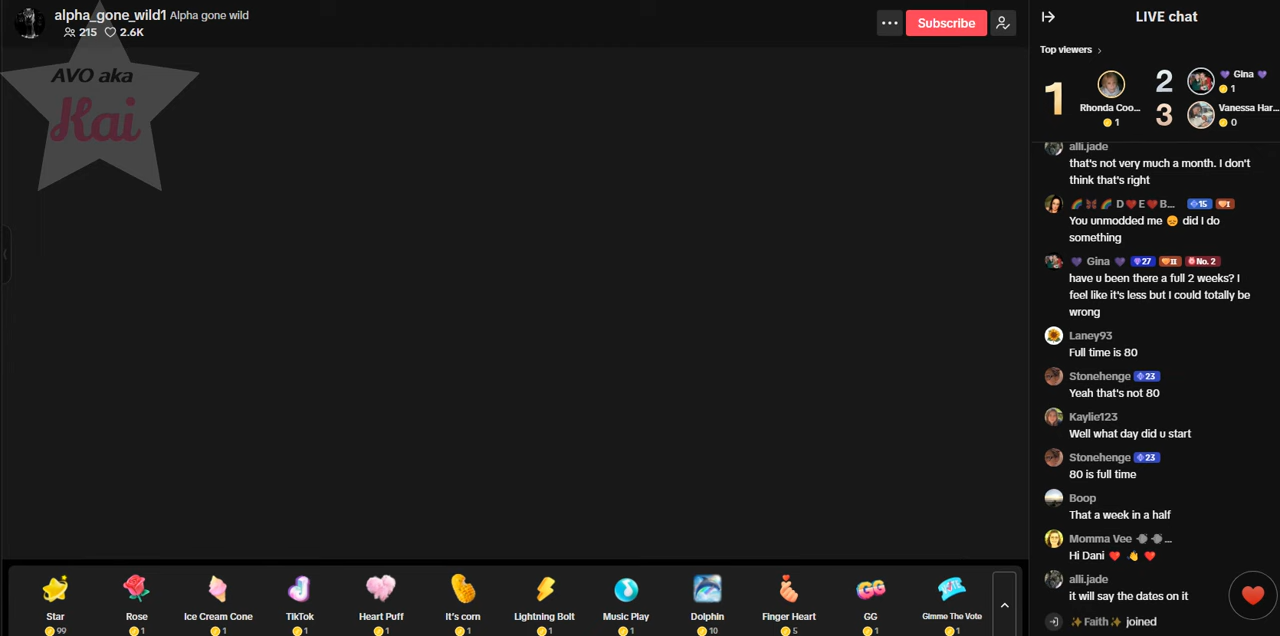 alpha_gone_wild1 Alpha gone wild
215 2.6K
Subscribe
AVO aka
Kai
LIVE chat
Top viewers
1
Rhonda Coo...
1
2
💜 Gina 💜
1
3
Vanessa Har...
0
alli.jade
that's not very much a month. I don't
think that's right
🌈 🦋 🌈 D❤️E❤️B... 15 I
You unmodded me 😞 did I do
something
💜 Gina 💜 27 II No. 2
have u been there a full 2 weeks? I
feel like it's less but I could totally be
wrong
Laney93
Full time is 80
Stonehenge 23
Yeah that's not 80
Kaylie123
Well what day did u start
Stonehenge 23
80 is full time
Boop
That a week in a half
Momma Vee ...
Hi Dani ❤️ 👋 ❤️
alli.jade
it will say the dates on it
✨Faith✨ joined
Star
99
Rose
1
Ice Cream Cone
1
TikTok
1
Heart Puff
1
It's corn
1
Lightning Bolt
1
Music Play
1
Dolphin
10
Finger Heart
5
GG
GG
1
Gimme The Vote
1